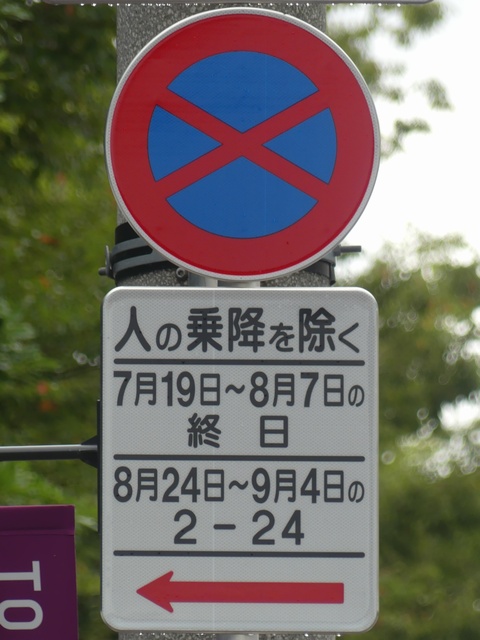 人の乗降を除く
7月19日~8月7日の
終 日
8月24日~9月4日の
2-24
TO